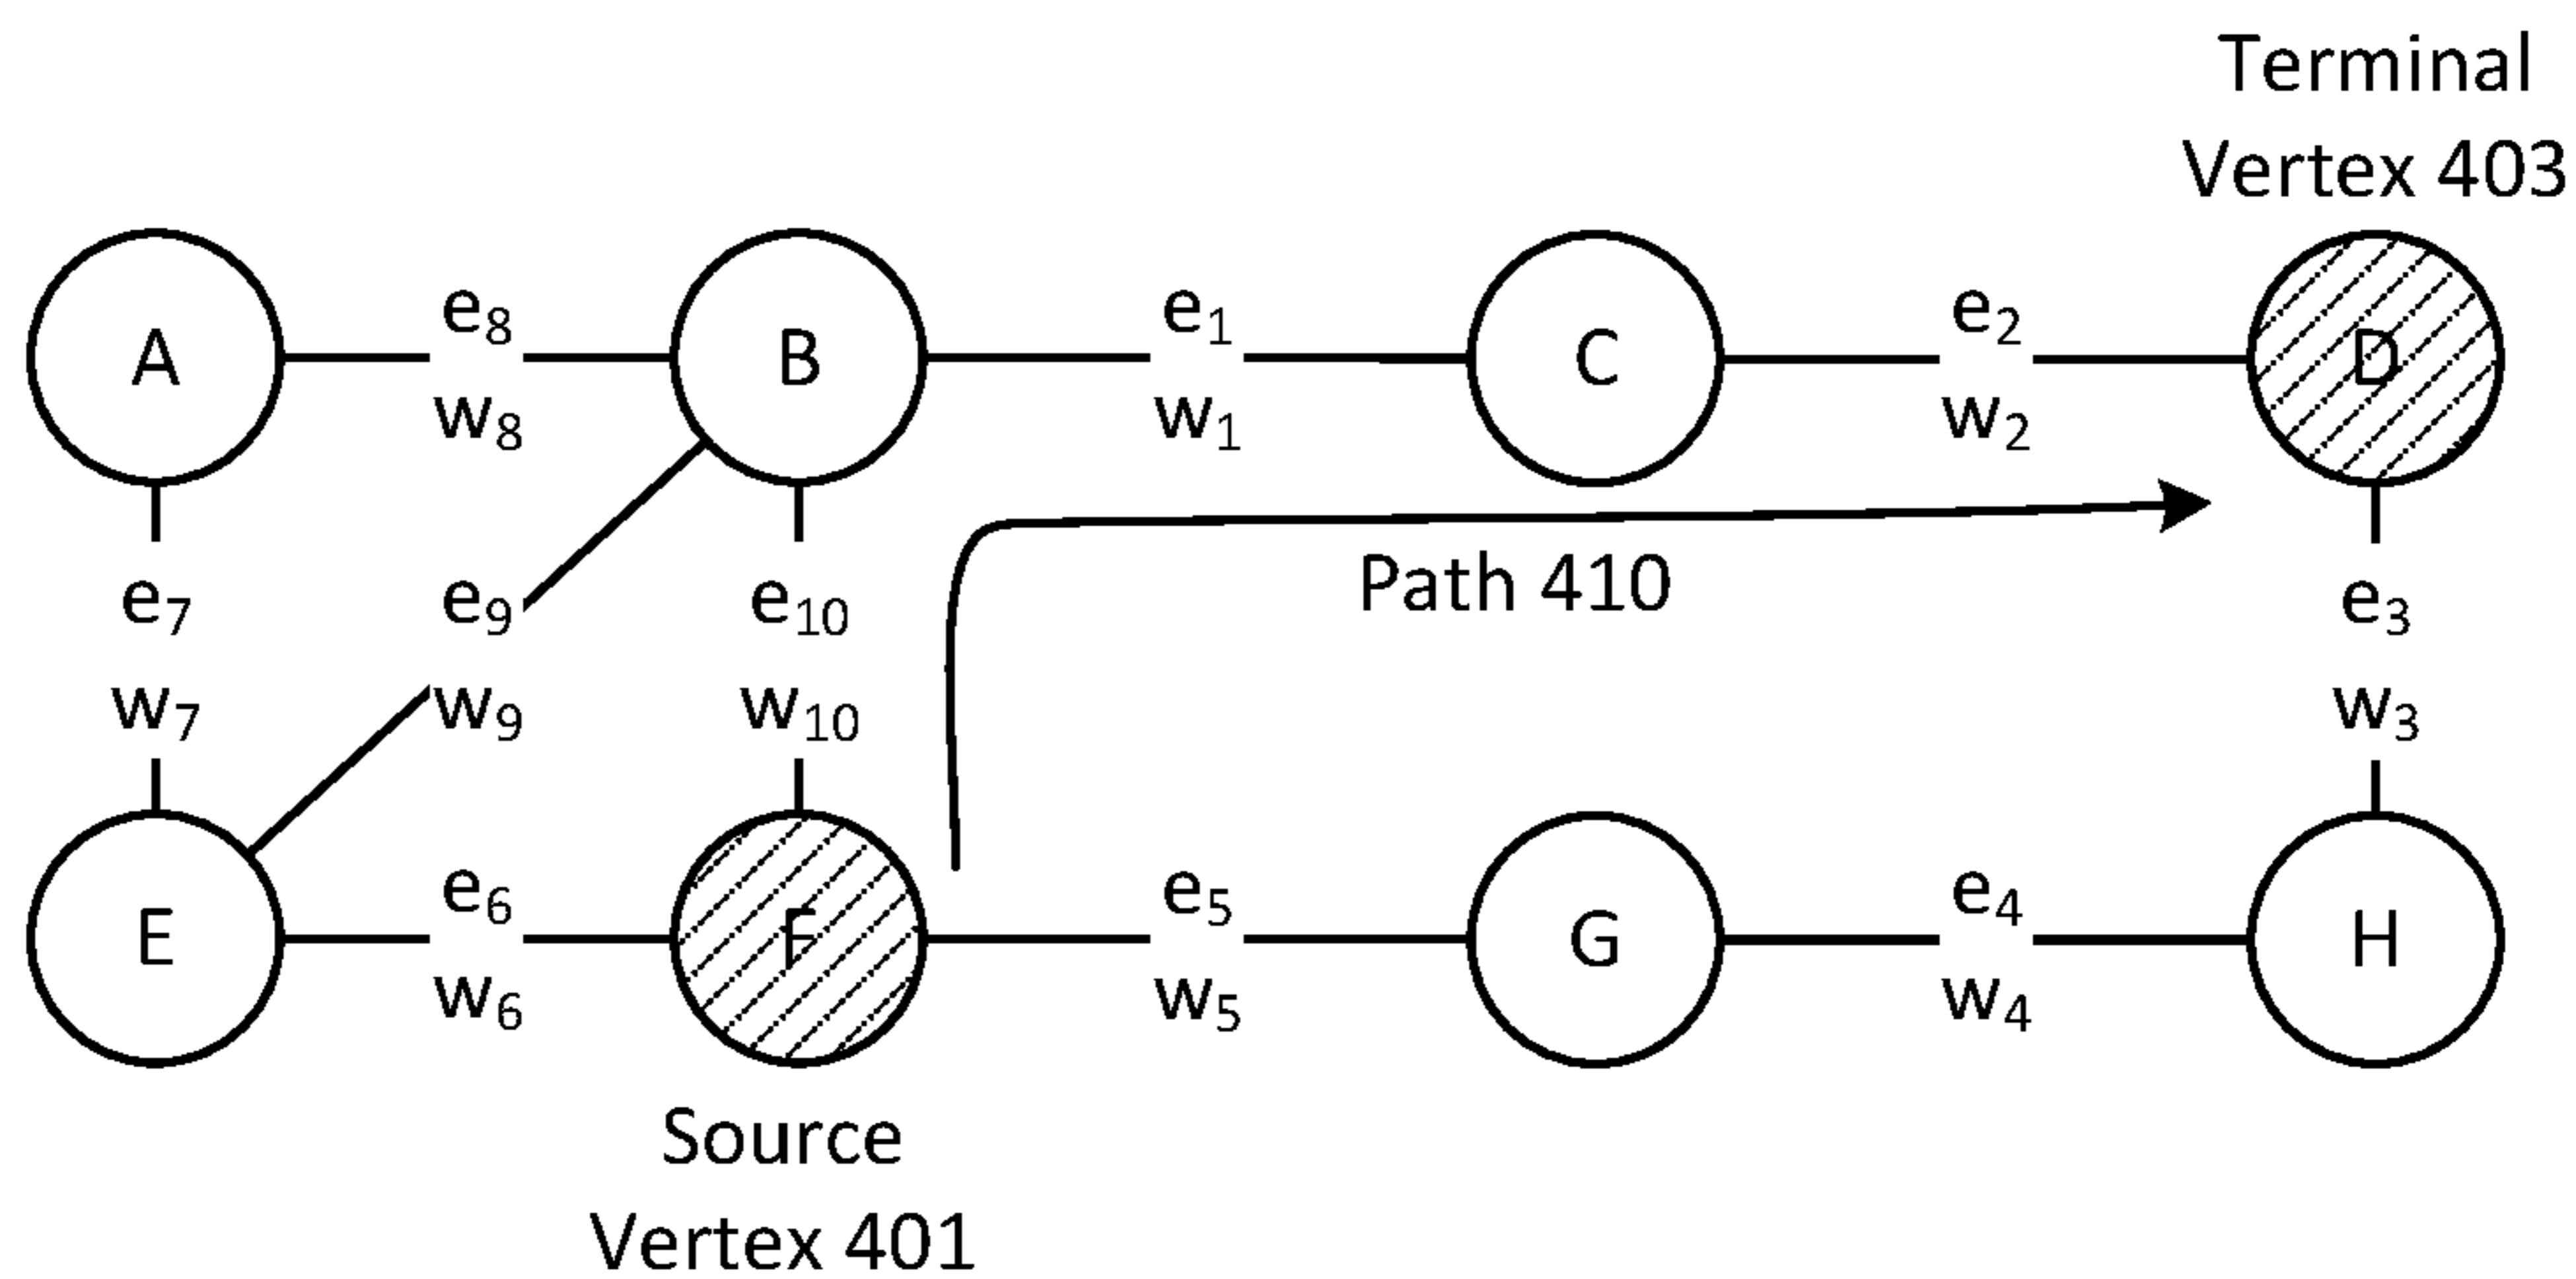 Terminal
Vertex 403
A
e₈
w₈
B
e₁
w₁
C
e₂
w₂
D
e₇
w₇
e₉
w₉
e₁₀
w₁₀
Path 410
e₃
w₃
E
e₆
w₆
F
e₅
w₅
G
e₄
w₄
H
Source
Vertex 401